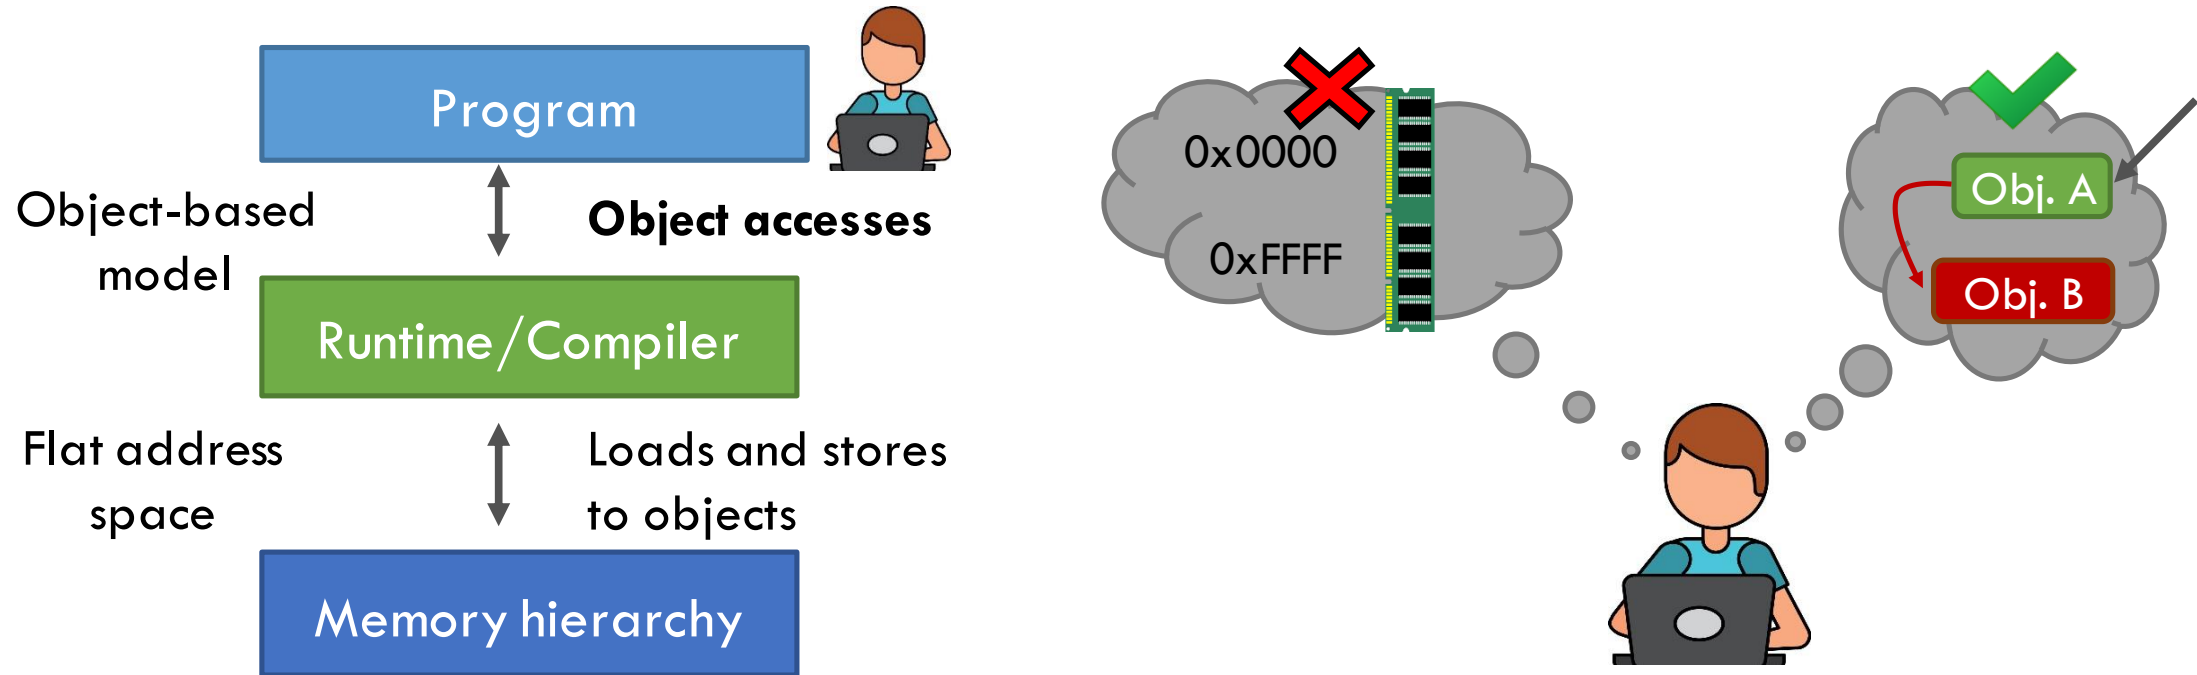 Program
Object-based
model
Object accesses
Runtime/Compiler
Flat address
space
Loads and stores
to objects
Memory hierarchy
0x0000
0xFFFF
Obj. A
Obj. B